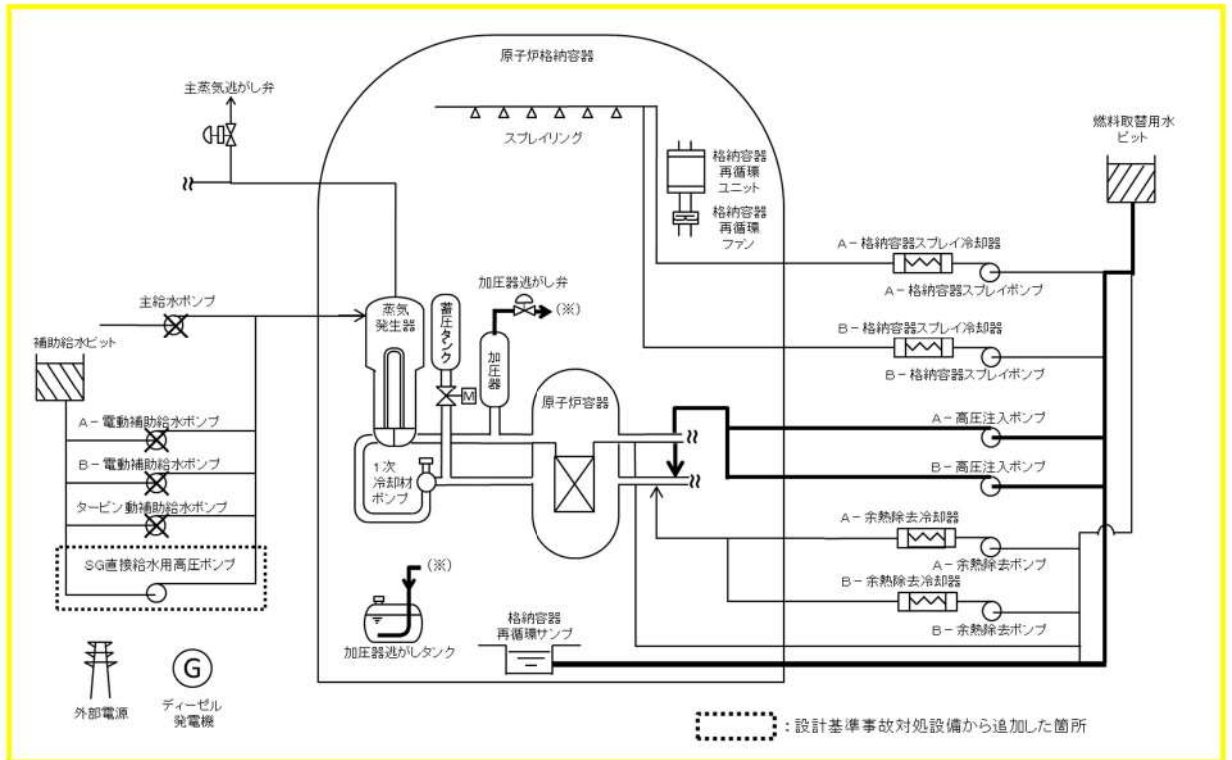 原子炉格納容器
主蒸気逃がし弁
スプレイリング
格納容器
再循環
ユニット
格納容器
再循環
ファン
燃料取替用水
ピット
A－格納容器スプレイ冷却器
A－格納容器スプレイポンプ
B－格納容器スプレイ冷却器
B－格納容器スプレイポンプ
主給水ポンプ
補助給水ピット
蒸気
発生器
蓄圧タンク
加圧器逃がし弁
(※)
加圧器
原子炉容器
M
A－高圧注入ポンプ
B－高圧注入ポンプ
A－電動補助給水ポンプ
B－電動補助給水ポンプ
タービン動補助給水ポンプ
SG直接給水用高圧ポンプ
1次
冷却材
ポンプ
A－余熱除去冷却器
A－余熱除去ポンプ
B－余熱除去冷却器
B－余熱除去ポンプ
(※)
加圧器逃がしタンク
格納容器
再循環サンプ
外部電源
G
ディーゼル
発電機
：設計基準事故対処設備から追加した箇所